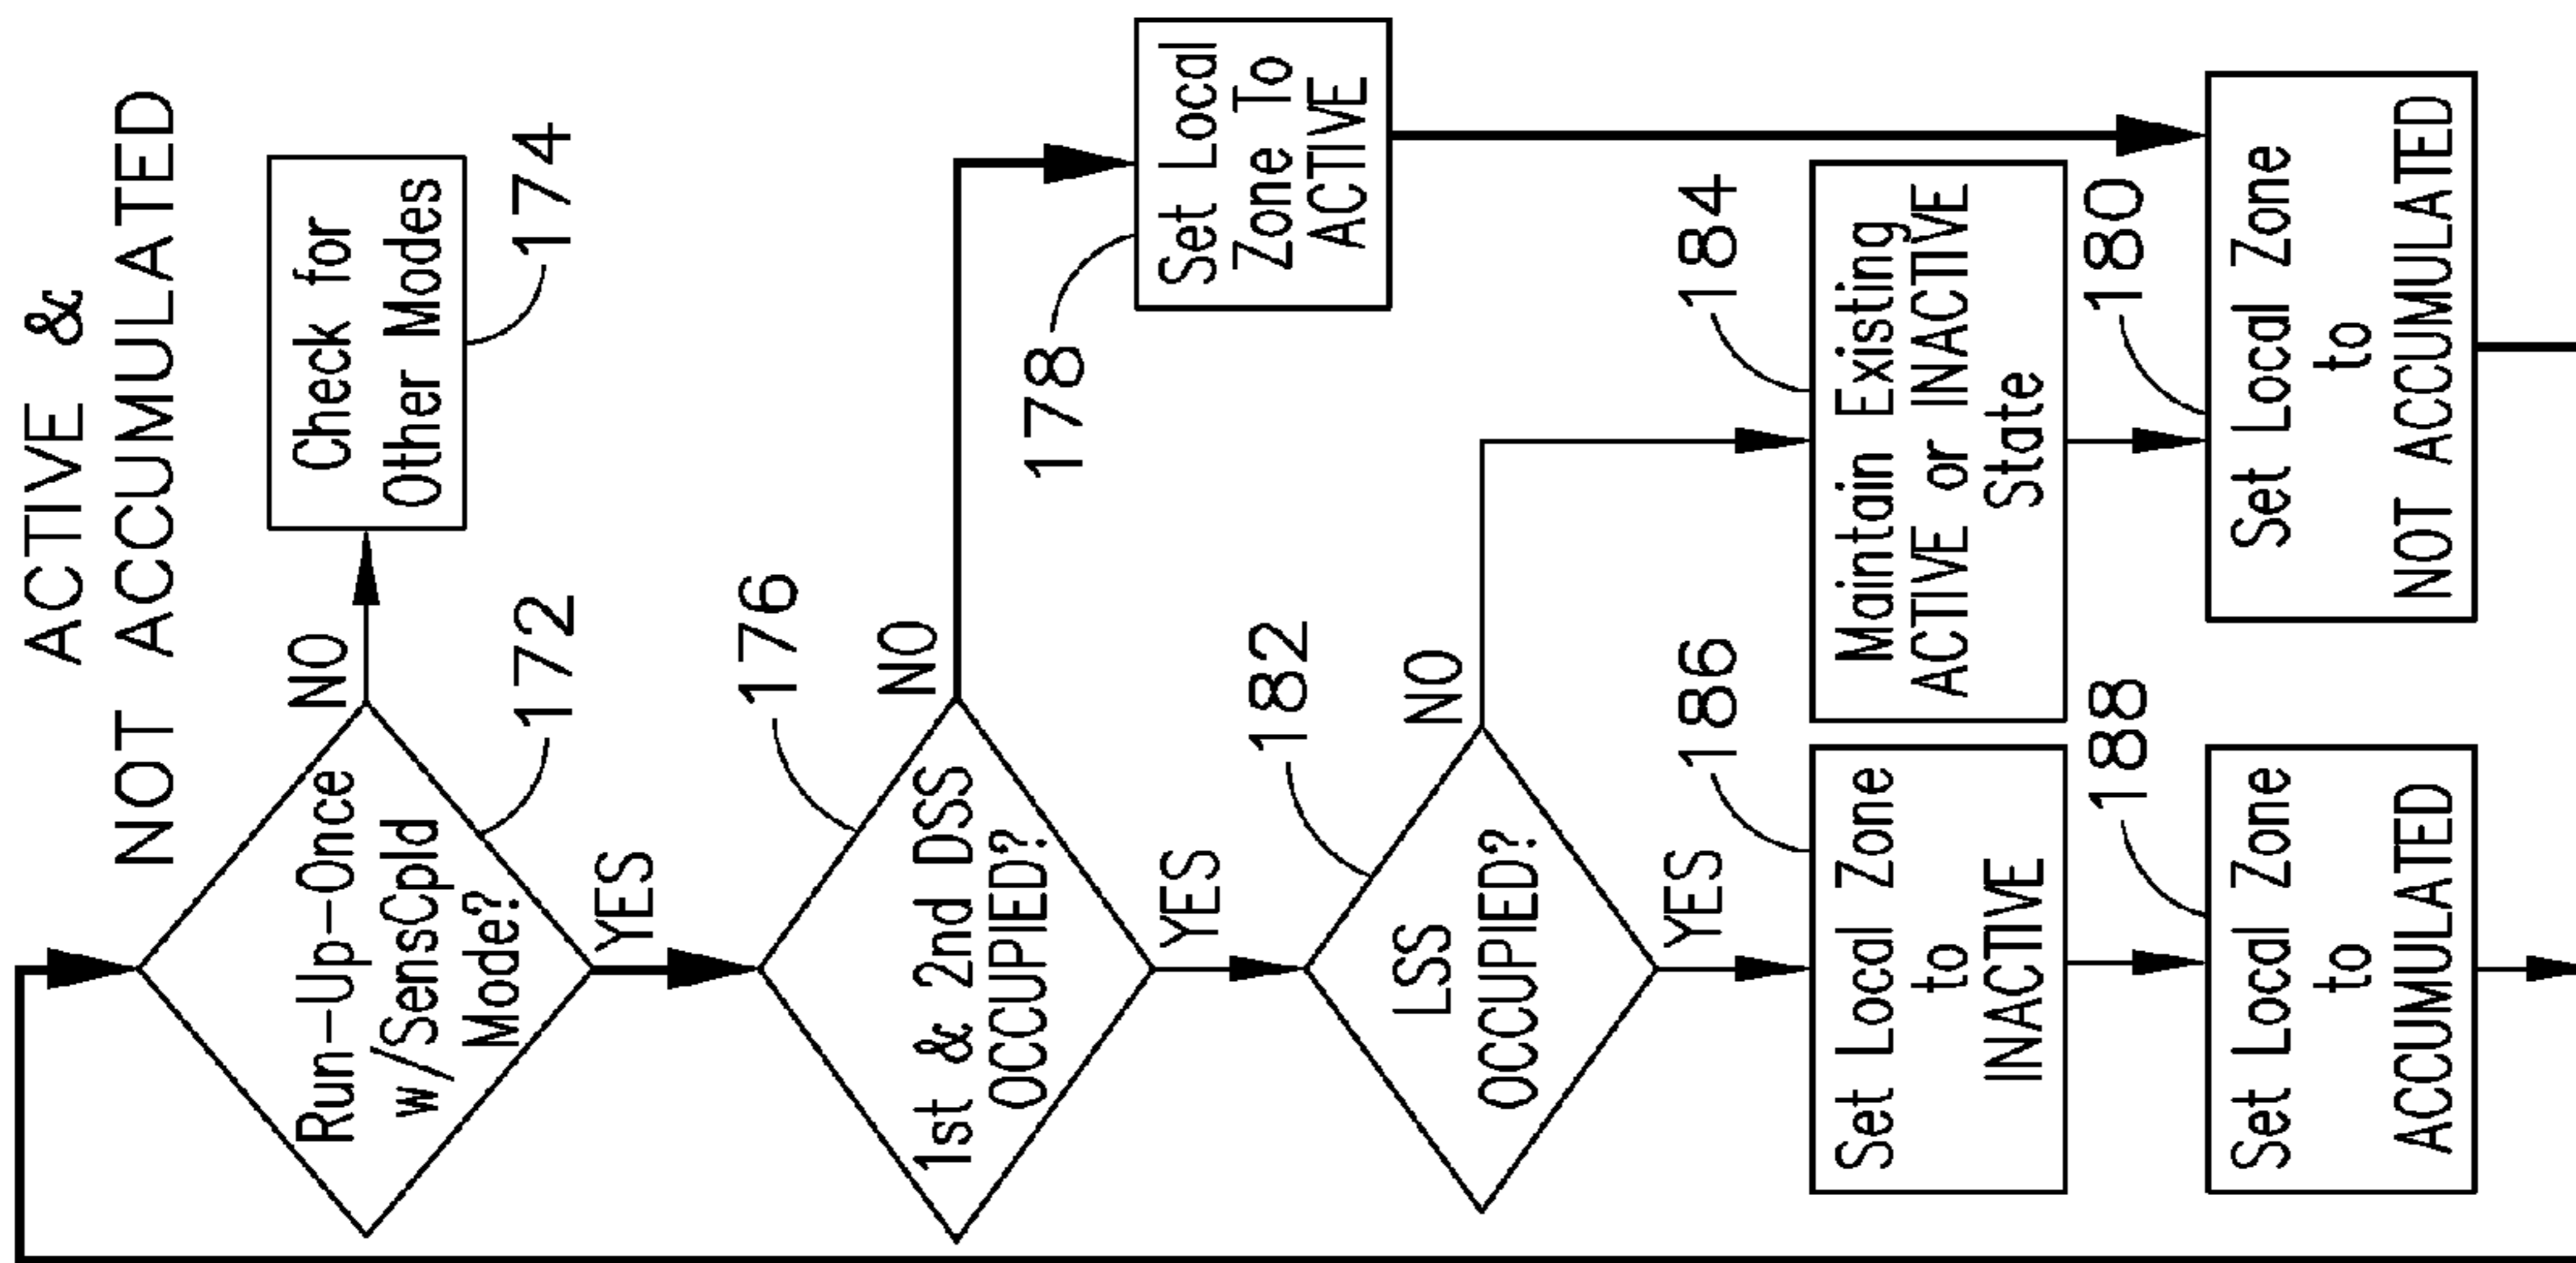 ACTIVE &
NOT ACCUMULATED
Run-Up-Once
w/SensCpld
Mode?
172
NO
Check for
Other Modes
174
YES
1st & 2nd DSS
OCCUPIED?
176
NO
Set Local
Zone To
ACTIVE
178
YES
LSS
OCCUPIED?
182
NO
Maintain Existing
ACTIVE or INACTIVE
State
184
YES
Set Local Zone
to
INACTIVE
186
Set Local Zone
to
NOT ACCUMULATED
180
Set Local Zone
to
ACCUMULATED
188